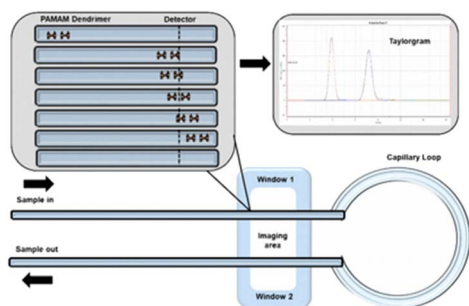 PAMAM Dendrimer
Detector
Taylorgram
Capillary Loop
Sample in
Window 1
Imaging
area
Sample out
Window 2